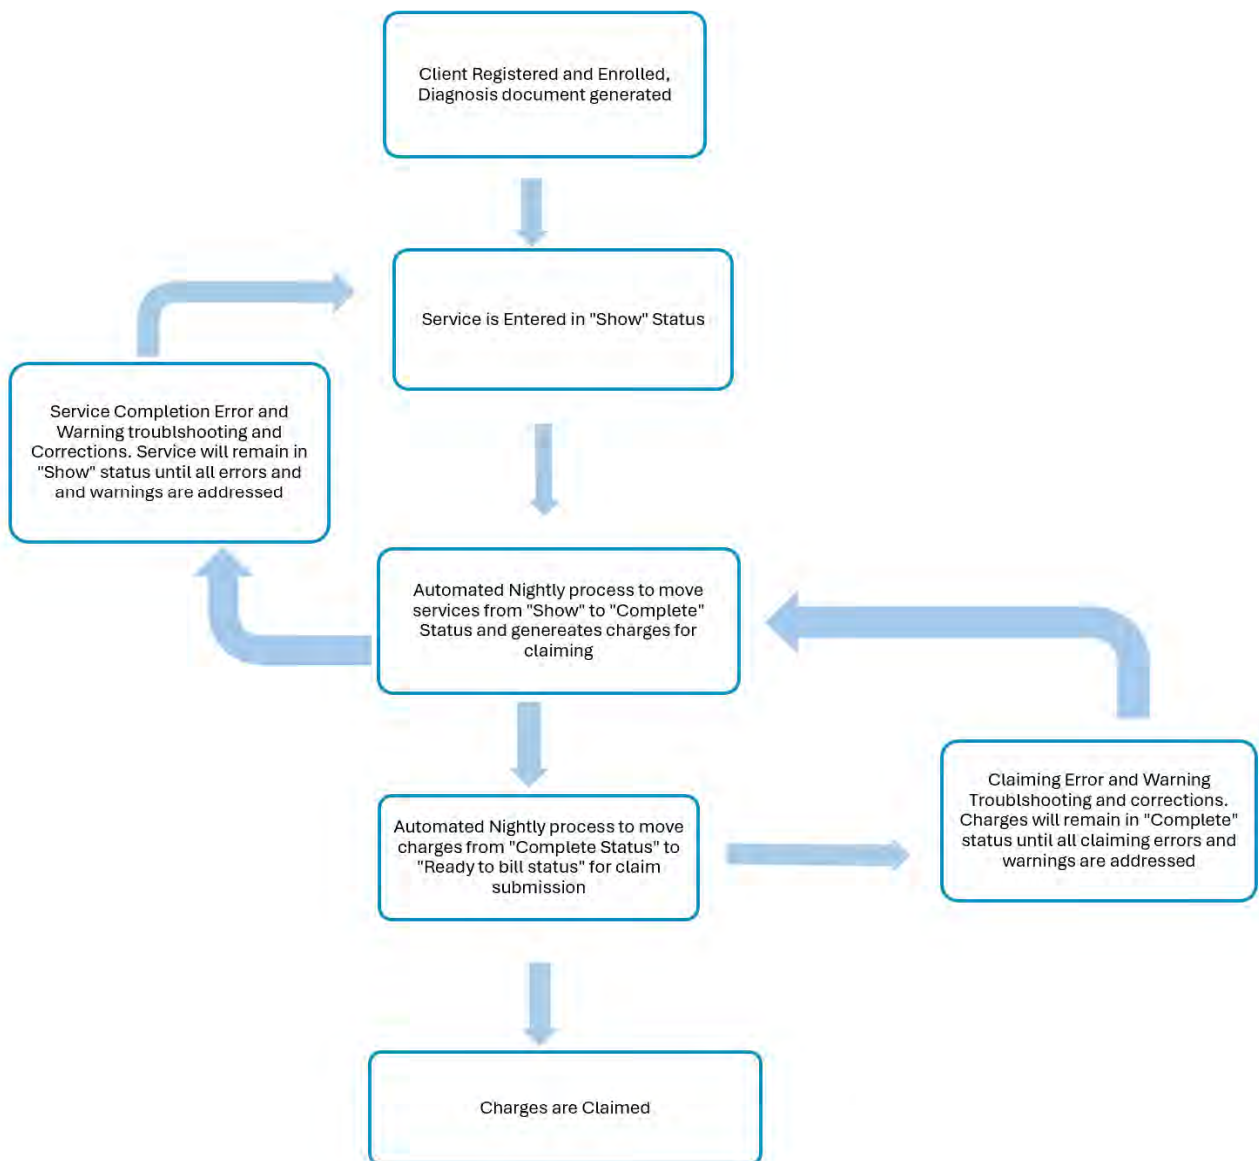 Client Registered and Enrolled,
Diagnosis document generated
Service is Entered in "Show" Status
Service Completion Error and
Warning troublshooting and
Corrections. Service will remain in
"Show" status until all errors and
and warnings are addressed
Automated Nightly process to move
services from "Show" to "Complete"
Status and genereates charges for
claiming
Automated Nightly process to move
charges from "Complete Status" to
"Ready to bill status" for claim
submission
Claiming Error and Warning
Troublshooting and corrections.
Charges will remain in "Complete"
status until all claiming errors and
warnings are addressed
Charges are Claimed